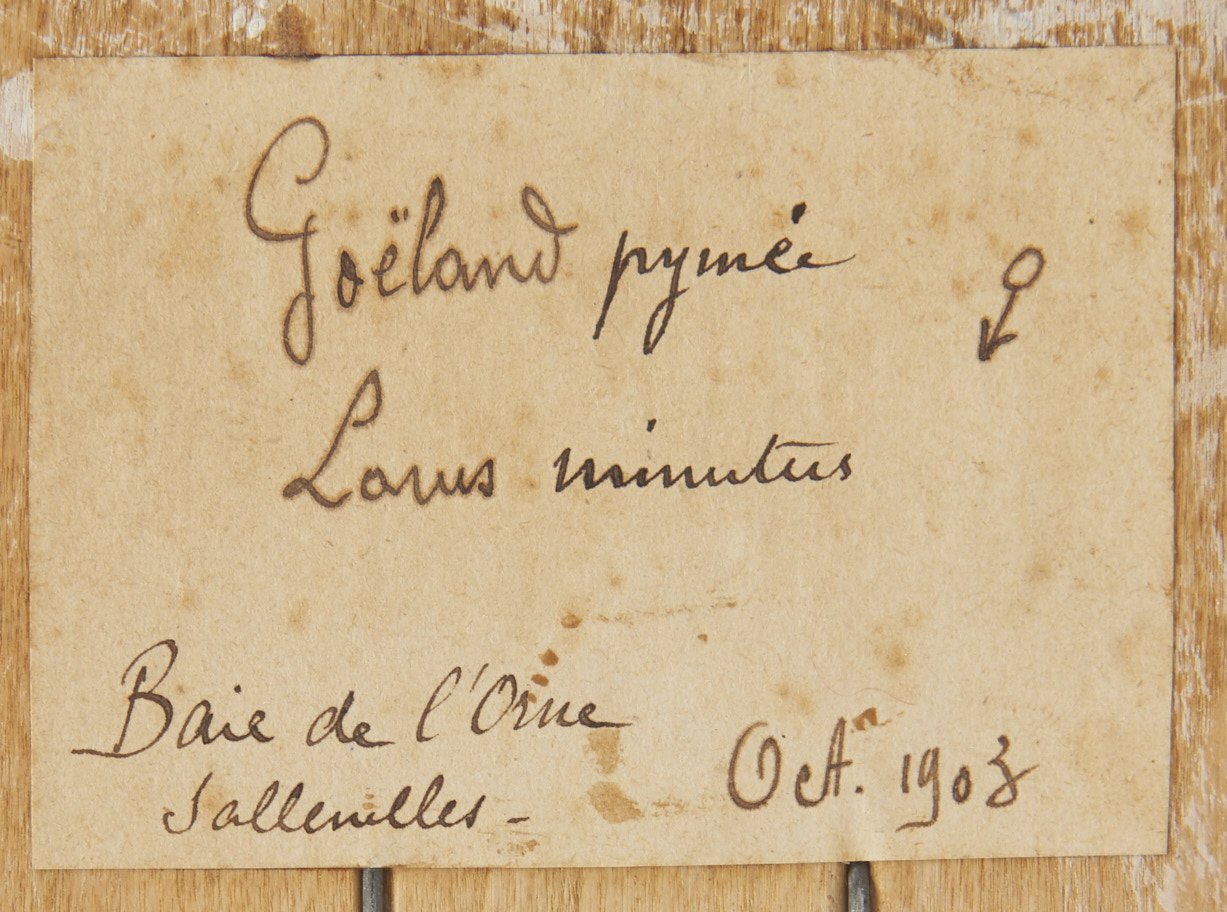 Goëland pymée ♂
Larus minutus
Baie de l'Orne
Sallenelles -
Oct. 1903